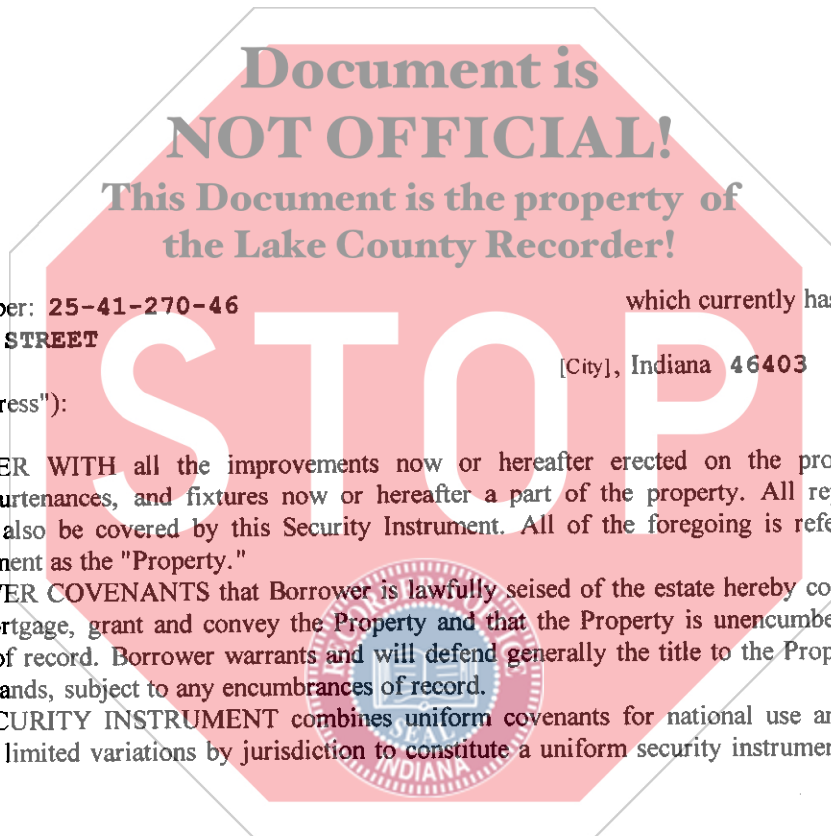 Document is
NOT OFFICIAL!
This Document is the property of
the Lake County Recorder!
ber: 25-41-270-46 which currently has
STREET
[City], Indiana 46403
ress"):
STOP
ER WITH all the improvements now or hereafter erected on the pro
urtenances, and fixtures now or hereafter a part of the property. All re
also be covered by this Security Instrument. All of the foregoing is refe
nent as the "Property."
ER COVENANTS that Borrower is lawfully seised of the estate hereby co
rtgage, grant and convey the Property and that the Property is unencumbe
of record. Borrower warrants and will defend generally the title to the Prop
ands, subject to any encumbrances of record.
CURITY INSTRUMENT combines uniform covenants for national use a
limited variations by jurisdiction to constitute a uniform security instrumen
SEAL
INDIANA